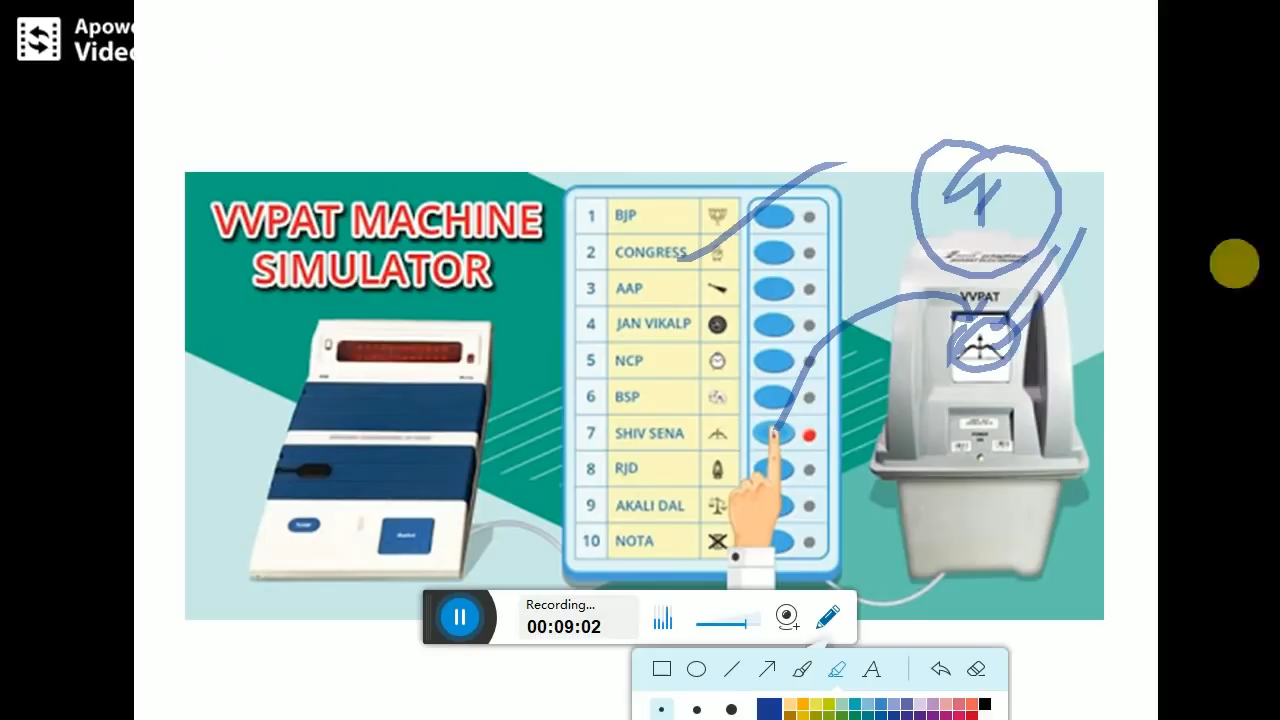 Apowe
Video
VVPAT MACHINE
SIMULATOR
1 BJP
2 CONGRESS
3 AAP
4 JAN VIKALP
5 NCP
6 BSP
7 SHIV SENA
8 RJD
9 AKALI DAL
10 NOTA
VVPAT
Recording...
00:09:02
A